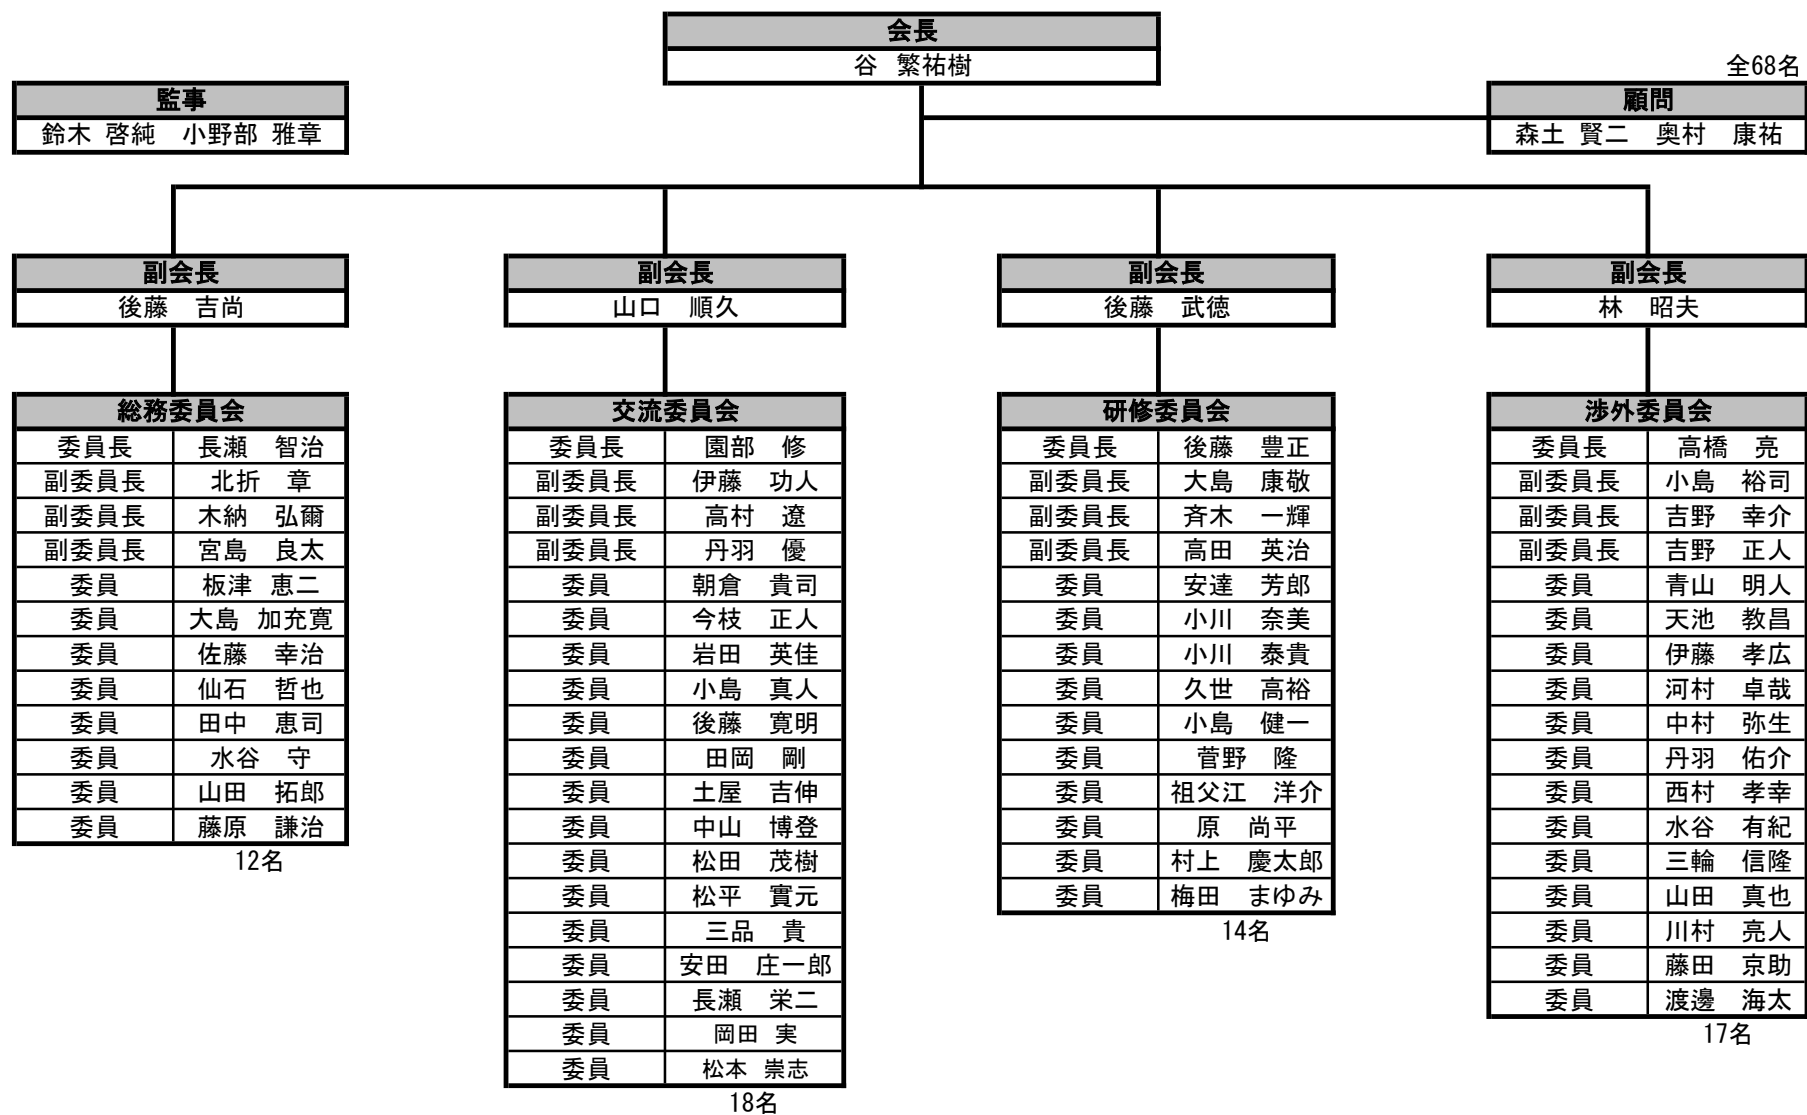 会長
谷 繁祐樹
全68名
監事
鈴木 啓純 小野部 雅章
顧問
森土 賢二 奥村 康祐
副会長
後藤 吉尚
副会長
山口 順久
副会長
後藤 武徳
副会長
林 昭夫
総務委員会
委員長 長瀬 智治
副委員長 北折 章
副委員長 木納 弘爾
副委員長 宮島 良太
委員 板津 恵二
委員 大島 加充寛
委員 佐藤 幸治
委員 仙石 哲也
委員 田中 恵司
委員 水谷 守
委員 山田 拓郎
委員 藤原 謙治
12名
交流委員会
委員長 園部 修
副委員長 伊藤 功人
副委員長 高村 遼
副委員長 丹羽 優
委員 朝倉 貴司
委員 今枝 正人
委員 岩田 英佳
委員 小島 真人
委員 後藤 寛明
委員 田岡 剛
委員 土屋 吉伸
委員 中山 博登
委員 松田 茂樹
委員 松平 實元
委員 三品 貴
委員 安田 庄一郎
委員 長瀬 栄二
委員 岡田 実
委員 松本 崇志
18名
研修委員会
委員長 後藤 豊正
副委員長 大島 康敬
副委員長 斉木 一輝
副委員長 高田 英治
委員 安達 芳郎
委員 小川 奈美
委員 小川 泰貴
委員 久世 高裕
委員 小島 健一
委員 菅野 隆
委員 祖父江 洋介
委員 原 尚平
委員 村上 慶太郎
委員 梅田 まゆみ
14名
渉外委員会
委員長 高橋 亮
副委員長 小島 裕司
副委員長 吉野 幸介
副委員長 吉野 正人
委員 青山 明人
委員 天池 教昌
委員 伊藤 孝広
委員 河村 卓哉
委員 中村 弥生
委員 丹羽 佑介
委員 西村 孝幸
委員 水谷 有紀
委員 三輪 信隆
委員 山田 真也
委員 川村 亮人
委員 藤田 京助
委員 渡邊 海太
17名